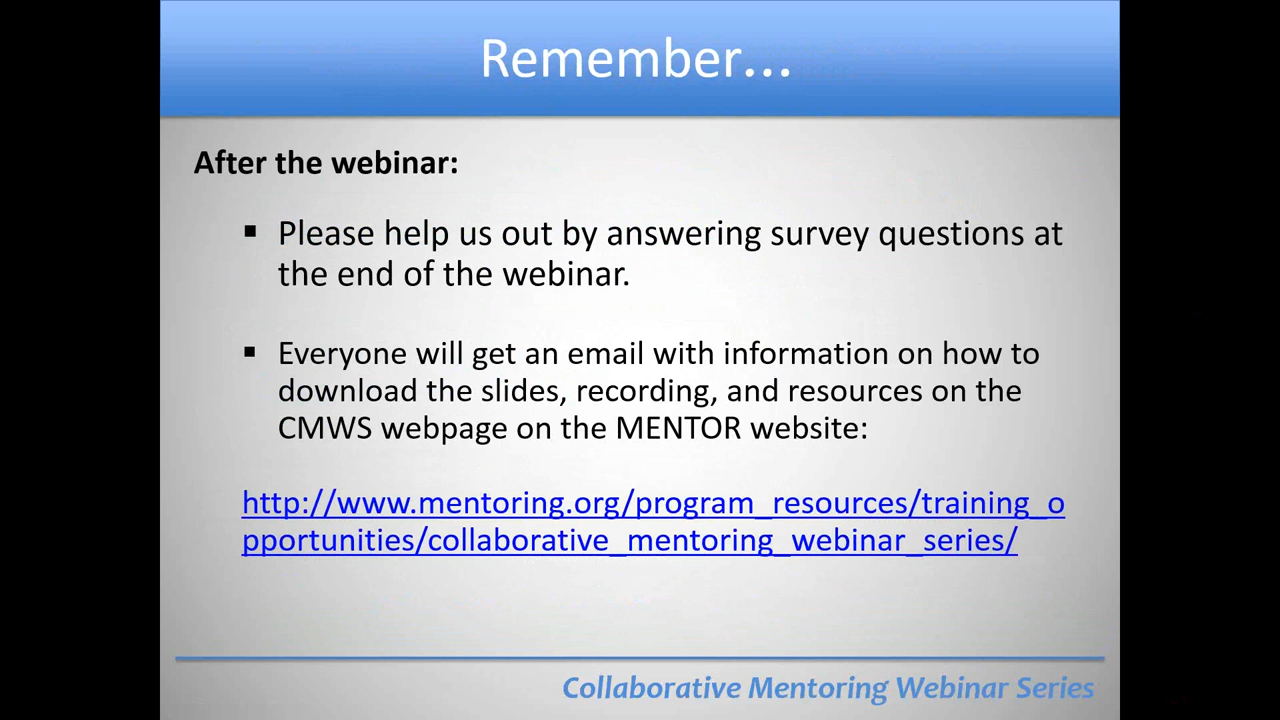 Remember...
After the webinar:
▪ Please help us out by answering survey questions at
the end of the webinar.
▪ Everyone will get an email with information on how to
download the slides, recording, and resources on the
CMWS webpage on the MENTOR website:
http://www.mentoring.org/program_resources/training_o
pportunities/collaborative_mentoring_webinar_series/
Collaborative Mentoring Webinar Series